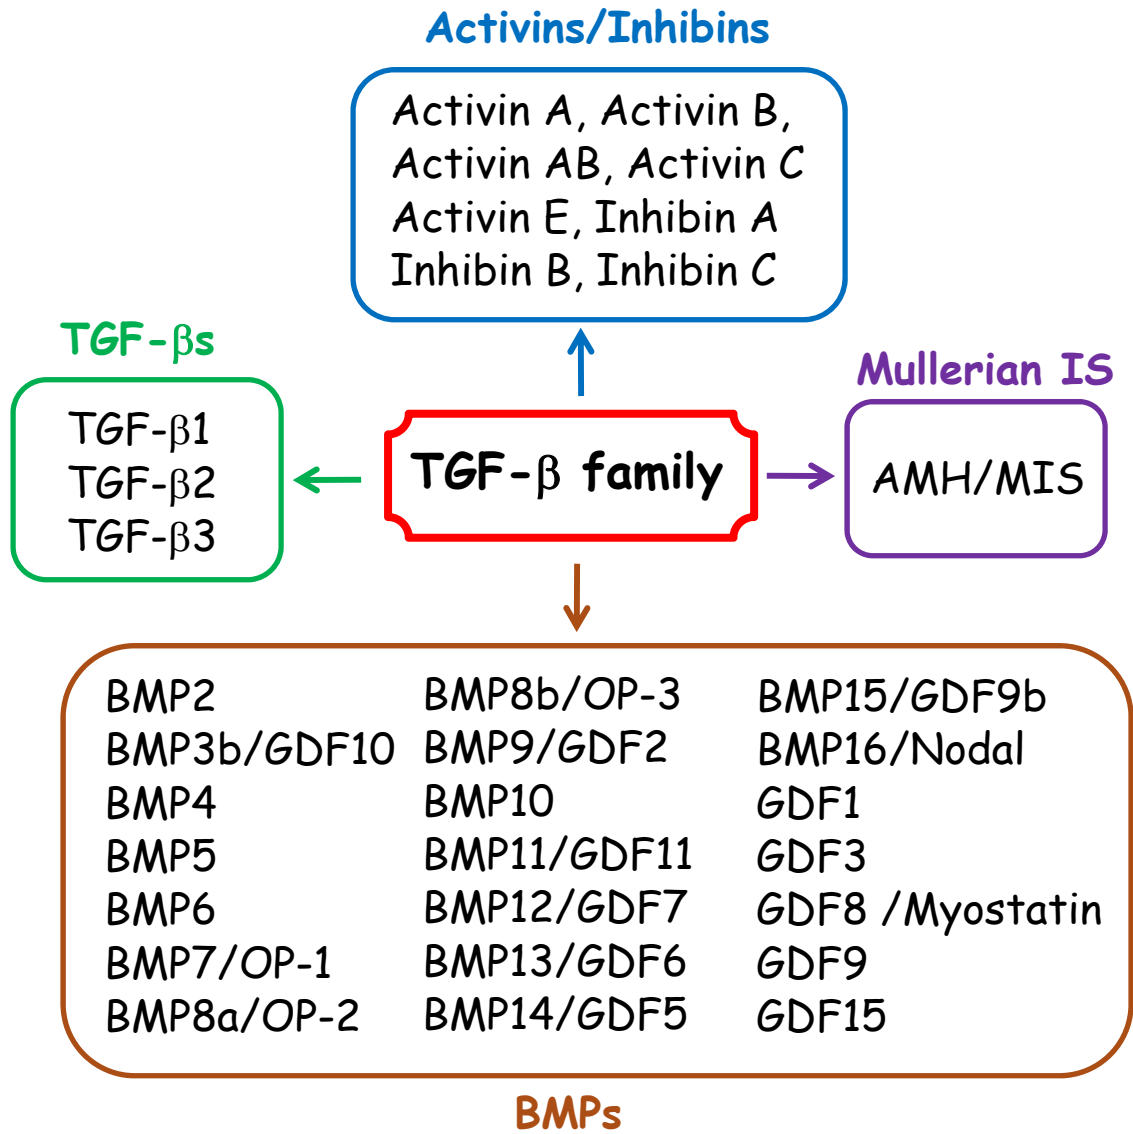 Activins/Inhibins
Activin A, Activin B,
Activin AB, Activin C
Activin E, Inhibin A
Inhibin B, Inhibin C
TGF-βs
TGF-β1
TGF-β2
TGF-β3
TGF-β family
Mullerian IS
AMH/MIS
BMP2
BMP3b/GDF10
BMP4
BMP5
BMP6
BMP7/OP-1
BMP8a/OP-2
BMP8b/OP-3
BMP9/GDF2
BMP10
BMP11/GDF11
BMP12/GDF7
BMP13/GDF6
BMP14/GDF5
BMP15/GDF9b
BMP16/Nodal
GDF1
GDF3
GDF8 /Myostatin
GDF9
GDF15
BMPs